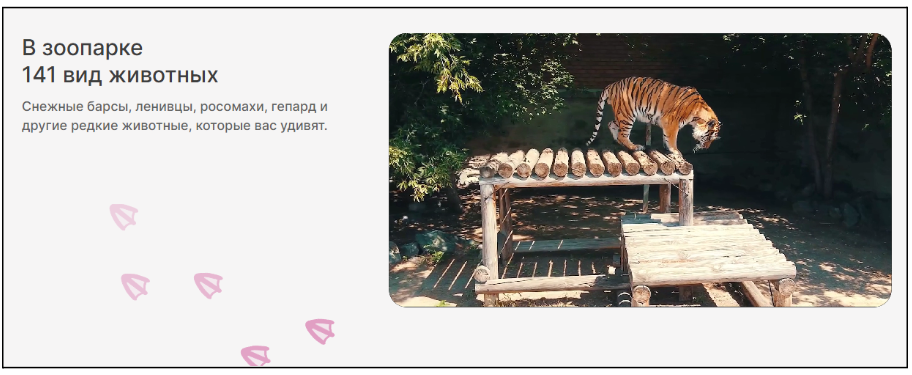 В зоопарке
141 вид животных
Снежные барсы, ленивцы, росомахи, гепард и
другие редкие животные, которые вас удивят.